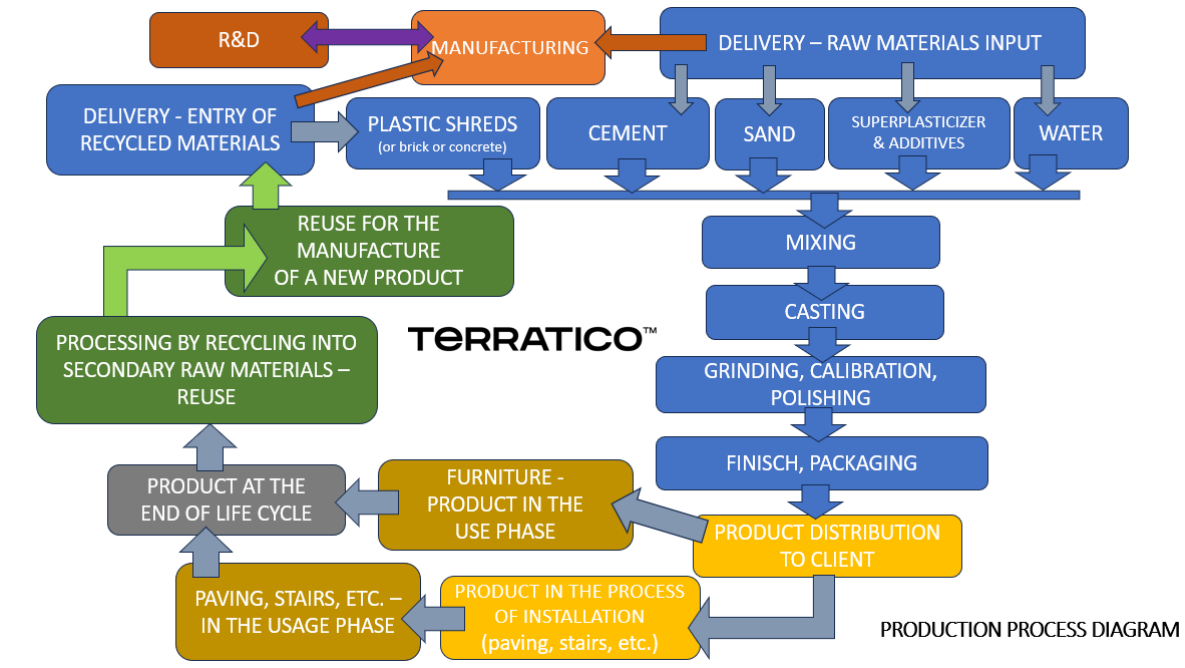 R&D
MANUFACTURING
DELIVERY – RAW MATERIALS INPUT
DELIVERY - ENTRY OF
RECYCLED MATERIALS
PLASTIC SHREDS
(or brick or concrete)
CEMENT
SAND
SUPERPLASTICIZER
& ADDITIVES
WATER
REUSE FOR THE
MANUFACTURE
OF A NEW PRODUCT
MIXING
CASTING
PROCESSING BY RECYCLING INTO
SECONDARY RAW MATERIALS –
REUSE
TERRATICO™
GRINDING, CALIBRATION,
POLISHING
FINISCH, PACKAGING
PRODUCT AT THE
END OF LIFE CYCLE
FURNITURE -
PRODUCT IN THE
USE PHASE
PRODUCT DISTRIBUTION
TO CLIENT
PAVING, STAIRS, ETC. –
IN THE USAGE PHASE
PRODUCT IN THE PROCESS
OF INSTALLATION
(paving, stairs, etc.)
PRODUCTION PROCESS DIAGRAM